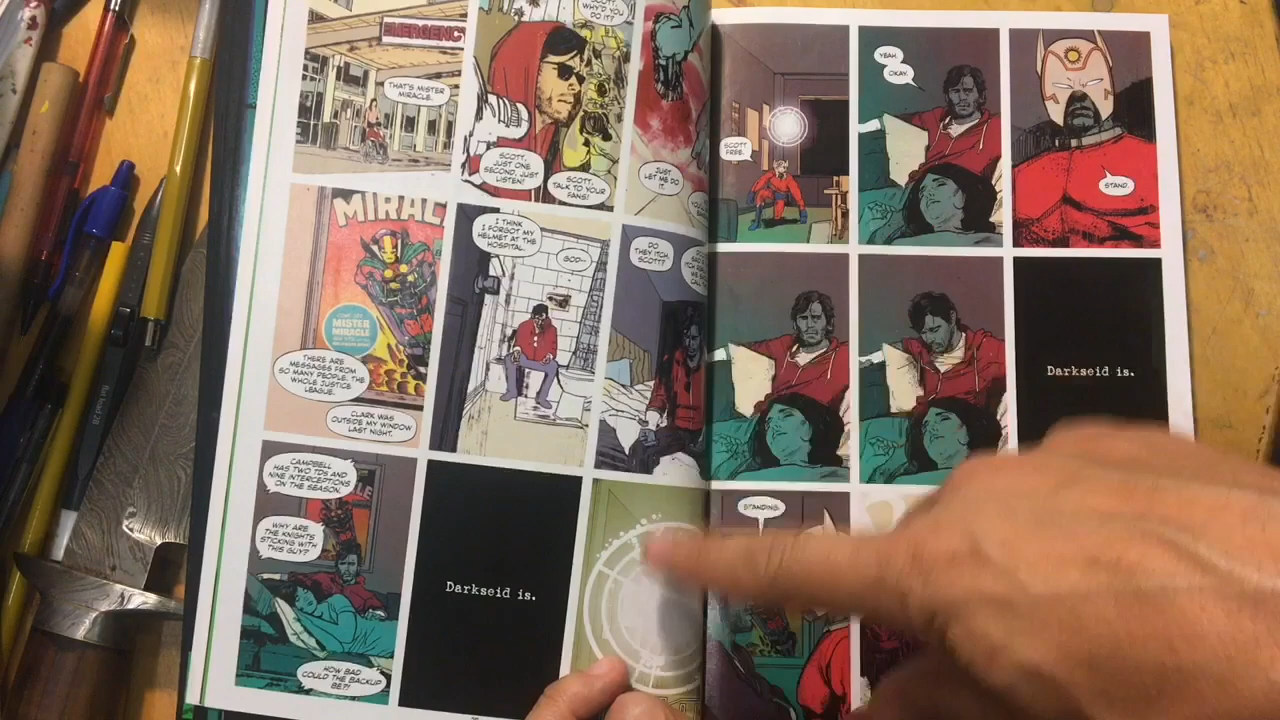 EMERGENCY
THAT'S MISTER
MIRACLE.
WHY'D YOU
DO IT?
SCOTT,
JUST ONE
SECOND, JUST
LISTEN!
SCOTT,
TALK TO YOUR
FANS!
JUST
LET ME DO
IT.
MIRAC
MISTER
MIRACLE
THERE ARE
MESSAGES FROM
SO MANY PEOPLE. THE
WHOLE JUSTICE
LEAGUE.
CLARK WAS
OUTSIDE MY WINDOW
LAST NIGHT.
I THINK
I FORGOT MY
HELMET AT THE
HOSPITAL.
GOD--
DO
THEY ITCH,
SCOTT?
CAMPBELL
HAS TWO TDS AND
NINE INTERCEPTIONS
ON THE SEASON.
WHY ARE
THE KNIGHTS
STICKING WITH
THIS GUY?
HOW BAD
COULD THE BACKUP
BE?!
Darkseid is.
SCOTT
FREE.
YEAH.
OKAY.
STAND.
Darkseid is.
STANDING.